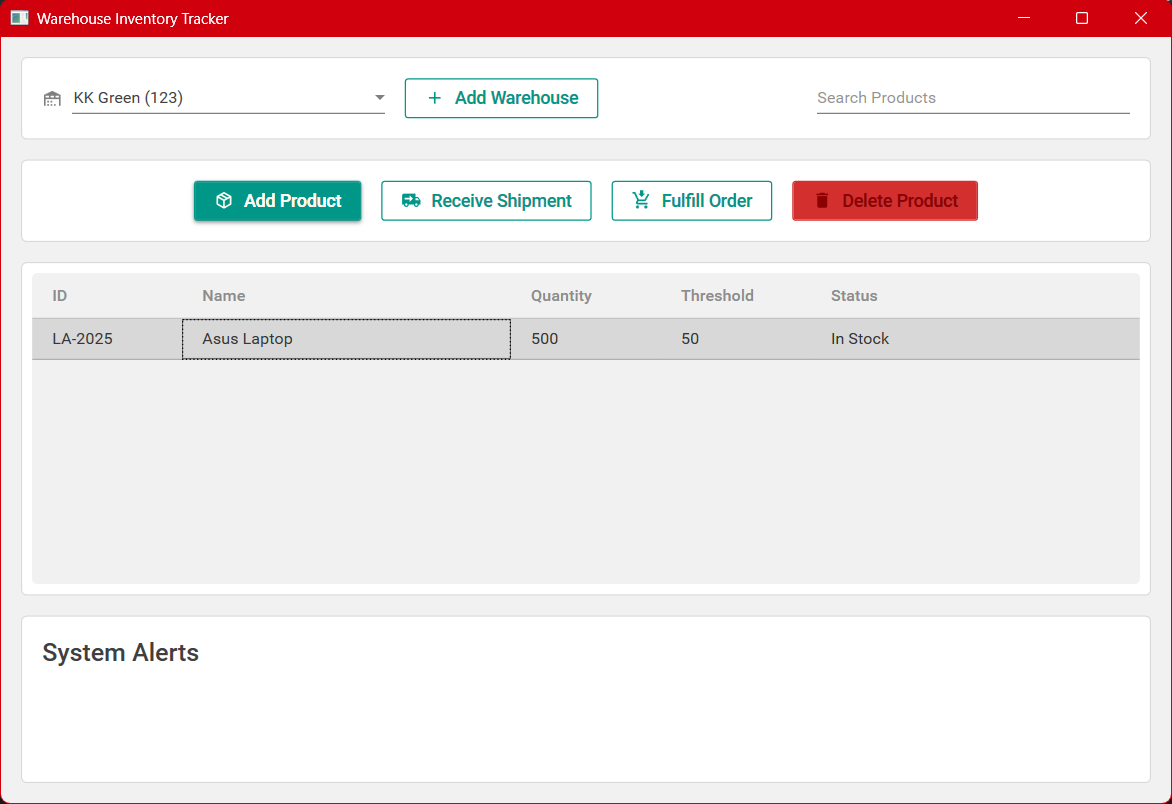 Warehouse Inventory Tracker
KK Green (123) Add Warehouse Search Products
Add Product Receive Shipment Fulfill Order Delete Product
ID Name Quantity Threshold Status
LA-2025 Asus Laptop 500 50 In Stock
System Alerts